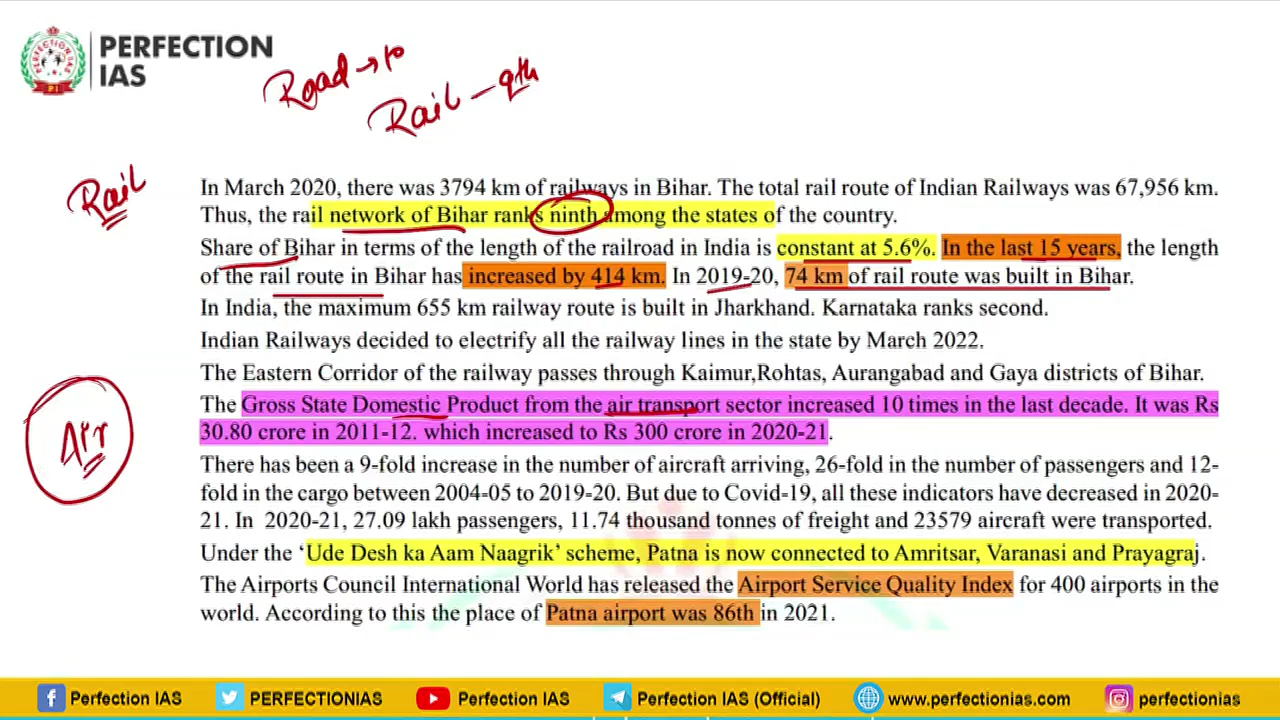 PERFECTION
IAS
Road → to
Rail - 9th
Rail
In March 2020, there was 3794 km of railways in Bihar. The total rail route of Indian Railways was 67,956 km.
Thus, the rail network of Bihar ranks ninth among the states of the country.
Share of Bihar in terms of the length of the railroad in India is constant at 5.6%. In the last 15 years, the length
of the rail route in Bihar has increased by 414 km. In 2019-20, 74 km of rail route was built in Bihar.
In India, the maximum 655 km railway route is built in Jharkhand. Karnataka ranks second.
Indian Railways decided to electrify all the railway lines in the state by March 2022.
The Eastern Corridor of the railway passes through Kaimur,Rohtas, Aurangabad and Gaya districts of Bihar.
The Gross State Domestic Product from the air transport sector increased 10 times in the last decade. It was Rs
30.80 crore in 2011-12. which increased to Rs 300 crore in 2020-21.
Air
There has been a 9-fold increase in the number of aircraft arriving, 26-fold in the number of passengers and 12-
fold in the cargo between 2004-05 to 2019-20. But due to Covid-19, all these indicators have decreased in 2020-
21. In 2020-21, 27.09 lakh passengers, 11.74 thousand tonnes of freight and 23579 aircraft were transported.
Under the ‘Ude Desh ka Aam Naagrik’ scheme, Patna is now connected to Amritsar, Varanasi and Prayagraj.
The Airports Council International World has released the Airport Service Quality Index for 400 airports in the
world. According to this the place of Patna airport was 86th in 2021.
Perfection IAS PERFECTIONIAS Perfection IAS Perfection IAS (Official) www.perfectionias.com perfectionias